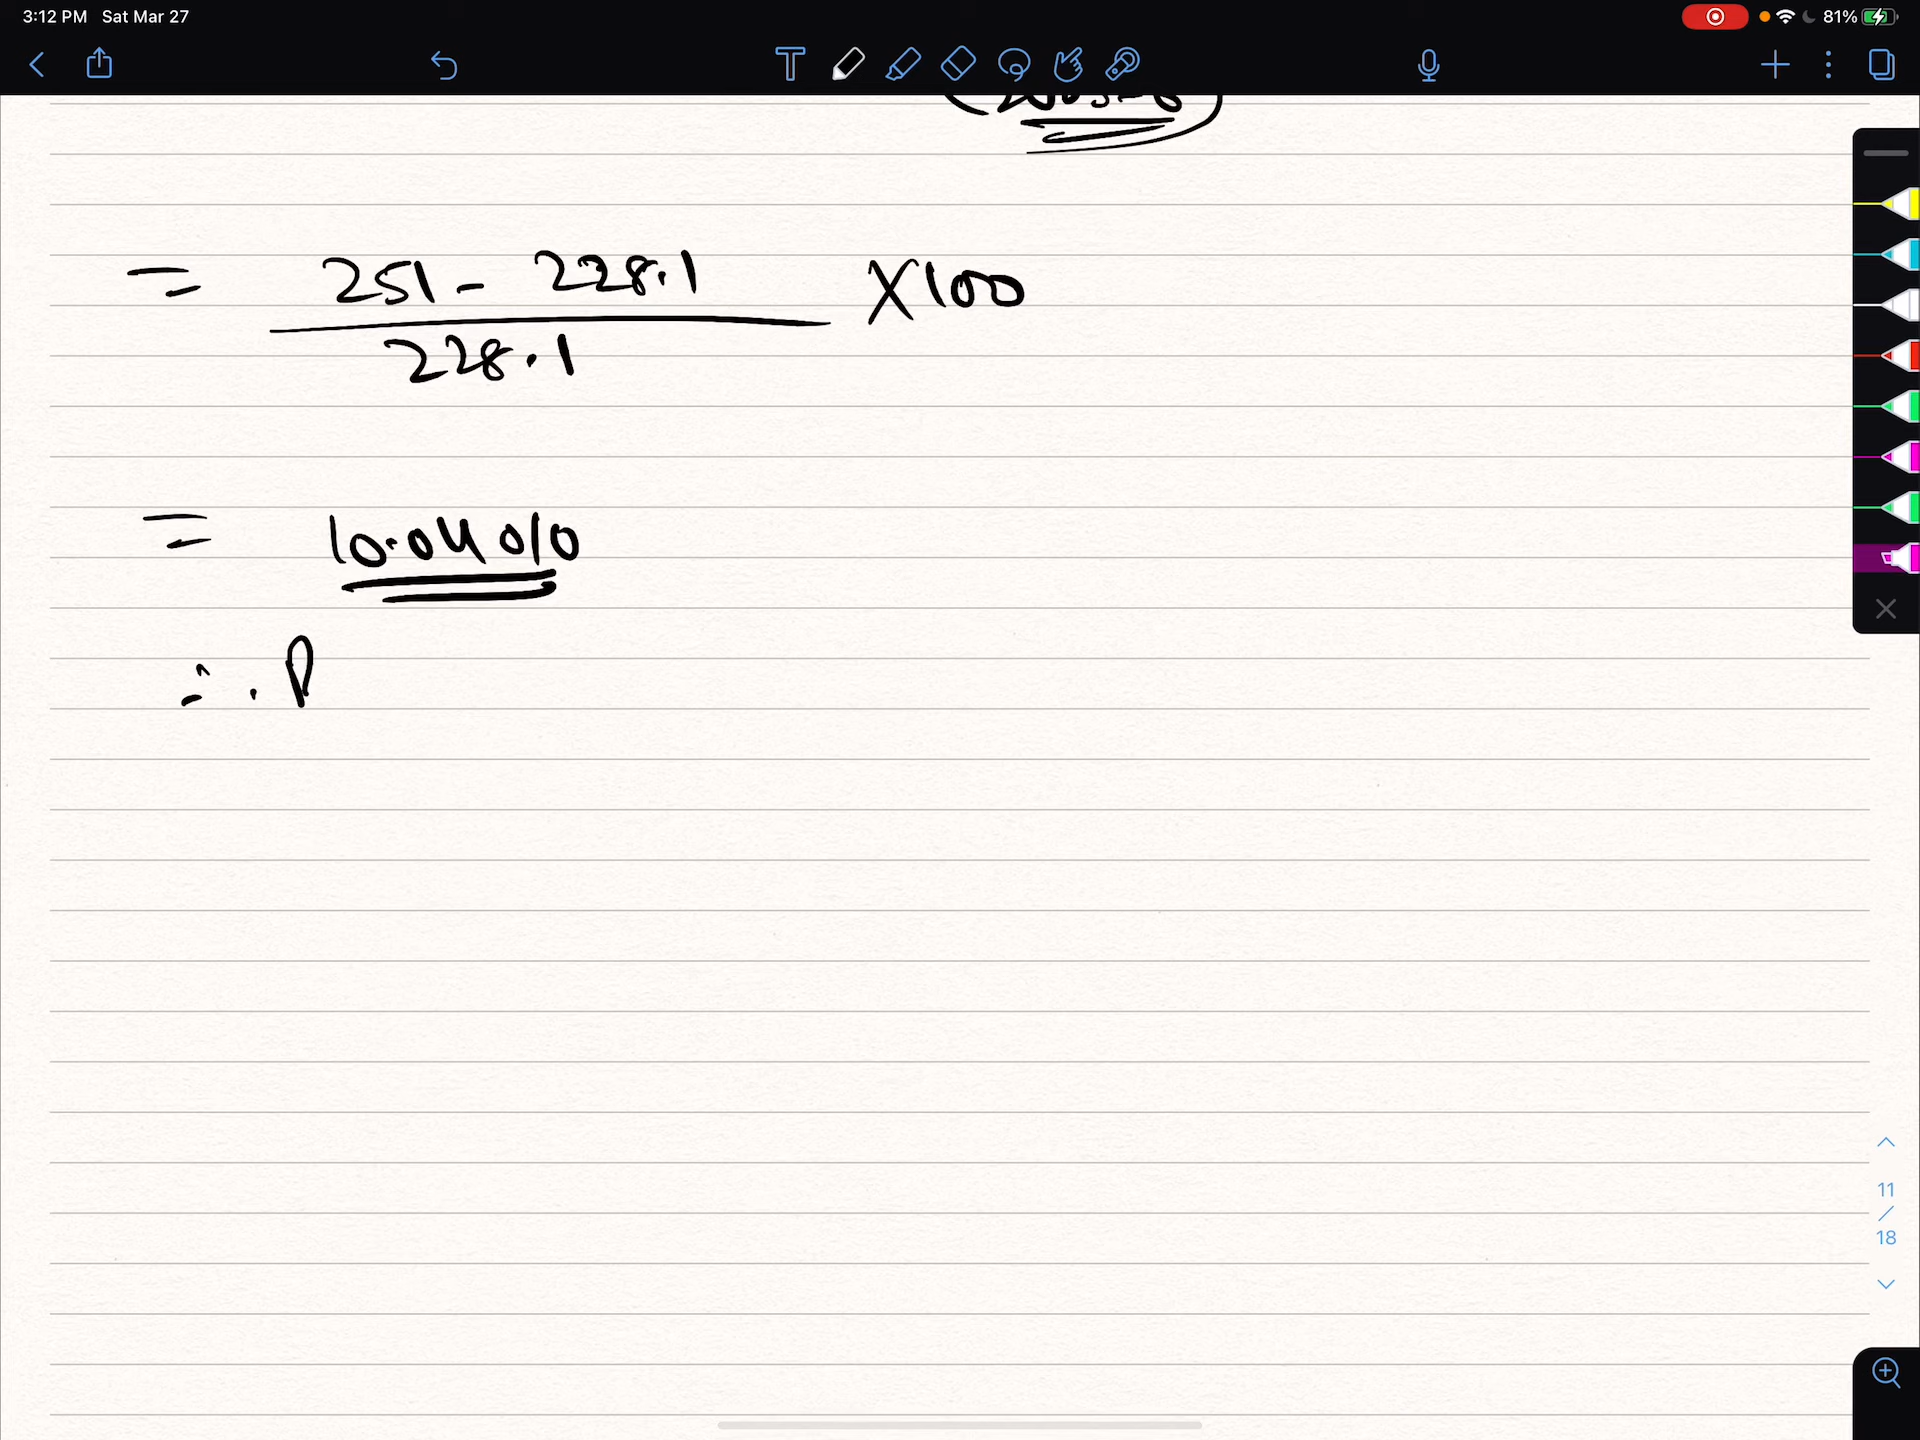 3:12 PM Sat Mar 27
81%
T
= 251 - 228.1 X100
228.1
= 10.04 %
∴ P
11
/
18